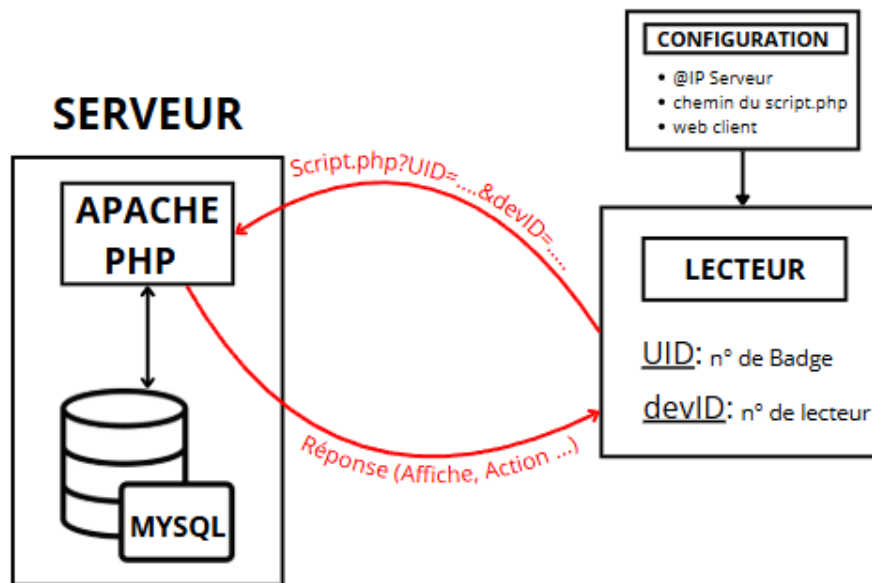 CONFIGURATION
@IP Serveur
chemin du script.php
web client
SERVEUR
APACHE
PHP
Script.php?UID=....&devID=.....
LECTEUR
UID: n° de Badge
devID: n° de lecteur
Réponse (Affiche, Action ...)
MYSQL